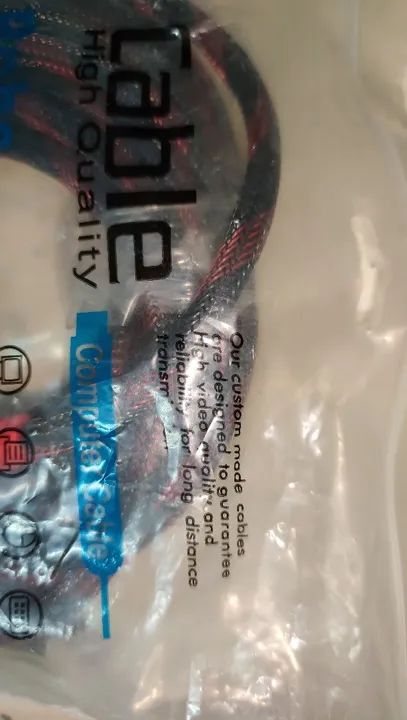 Cable
High Quality
Computer Cable
Our custom made cables
are designed to guarantee
High video quality and
reliability for long distance